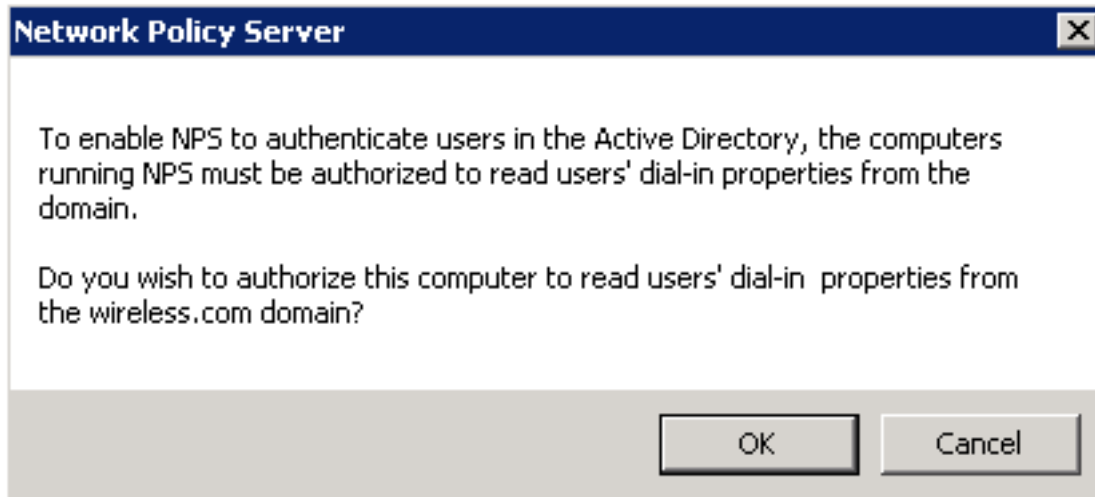 Network Policy Server
To enable NPS to authenticate users in the Active Directory, the computers
running NPS must be authorized to read users' dial-in properties from the
domain.
Do you wish to authorize this computer to read users' dial-in  properties from
the wireless.com domain?
OK
Cancel